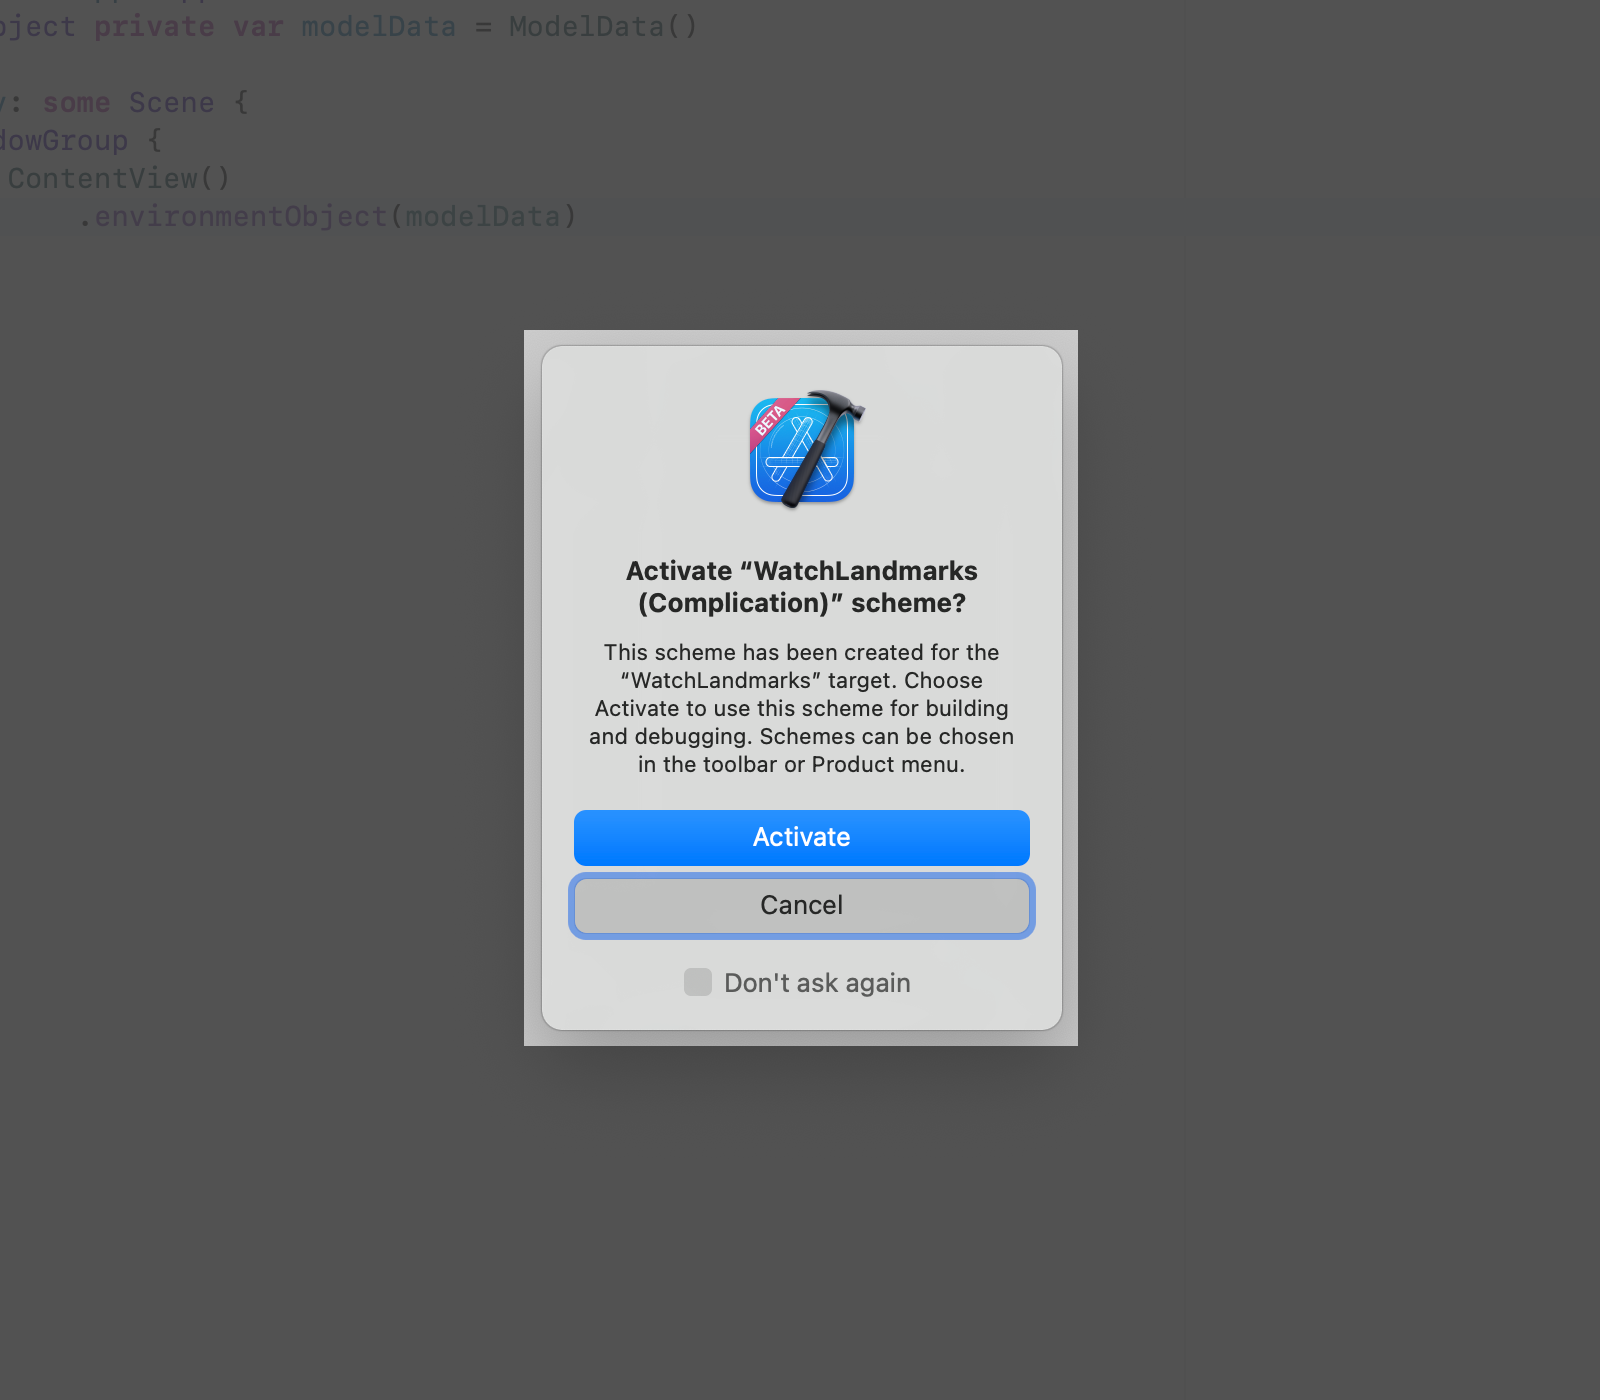 private var modelData = ModelData()
: some Scene {
{
ContentView()
.environmentObject(modelData)
BETA
Activate “WatchLandmarks
(Complication)” scheme?
This scheme has been created for the
“WatchLandmarks” target. Choose
Activate to use this scheme for building
and debugging. Schemes can be chosen
in the toolbar or Product menu.
Activate
Cancel
Don't ask again